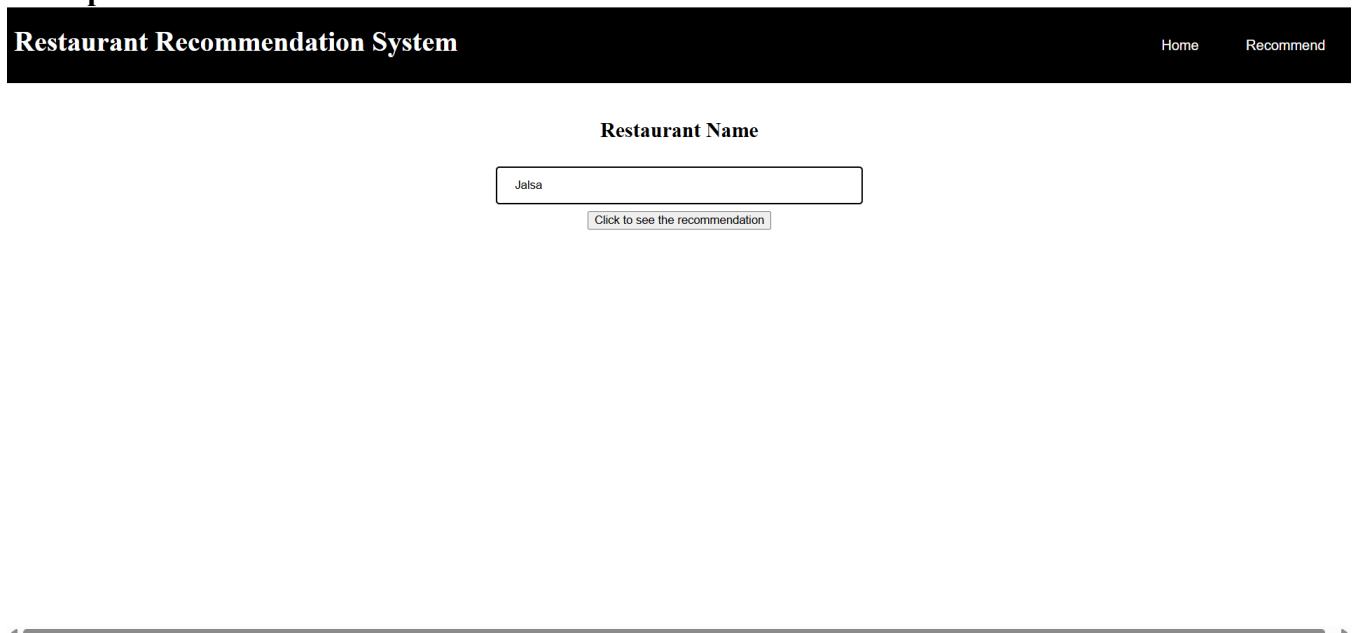 Restaurant Recommendation System
Home Recommend
Restaurant Name
Jalsa
Click to see the recommendation